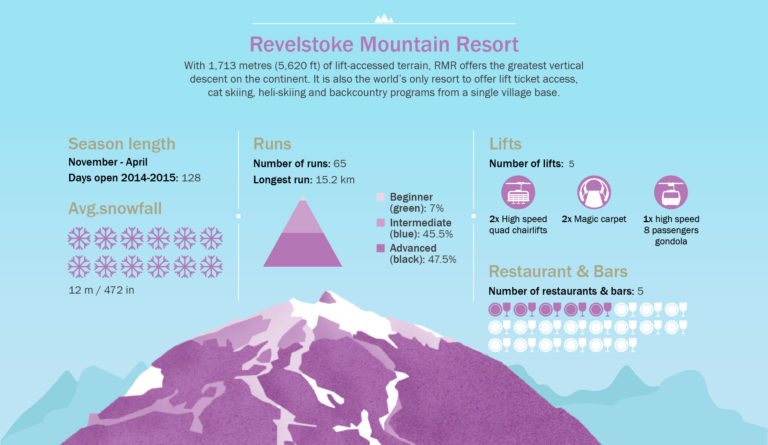 Revelstoke Mountain Resort
With 1,713 metres (5,620 ft) of lift-accessed terrain, RMR offers the greatest vertical
descent on the continent. It is also the world's only resort to offer lift ticket access,
cat skiing, heli-skiing and backcountry programs from a single village base.
Season length
November - April
Days open 2014-2015: 128
Avg.snowfall
12 m / 472 in
Runs
Number of runs: 65
Longest run: 15.2 km
Beginner
(green): 7%
Intermediate
(blue): 45.5%
Advanced
(black): 47.5%
Lifts
Number of lifts: 5
2x High speed
quad chairlifts
2x Magic carpet
1x high speed
8 passengers
gondola
Restaurant & Bars
Number of restaurants & bars: 5